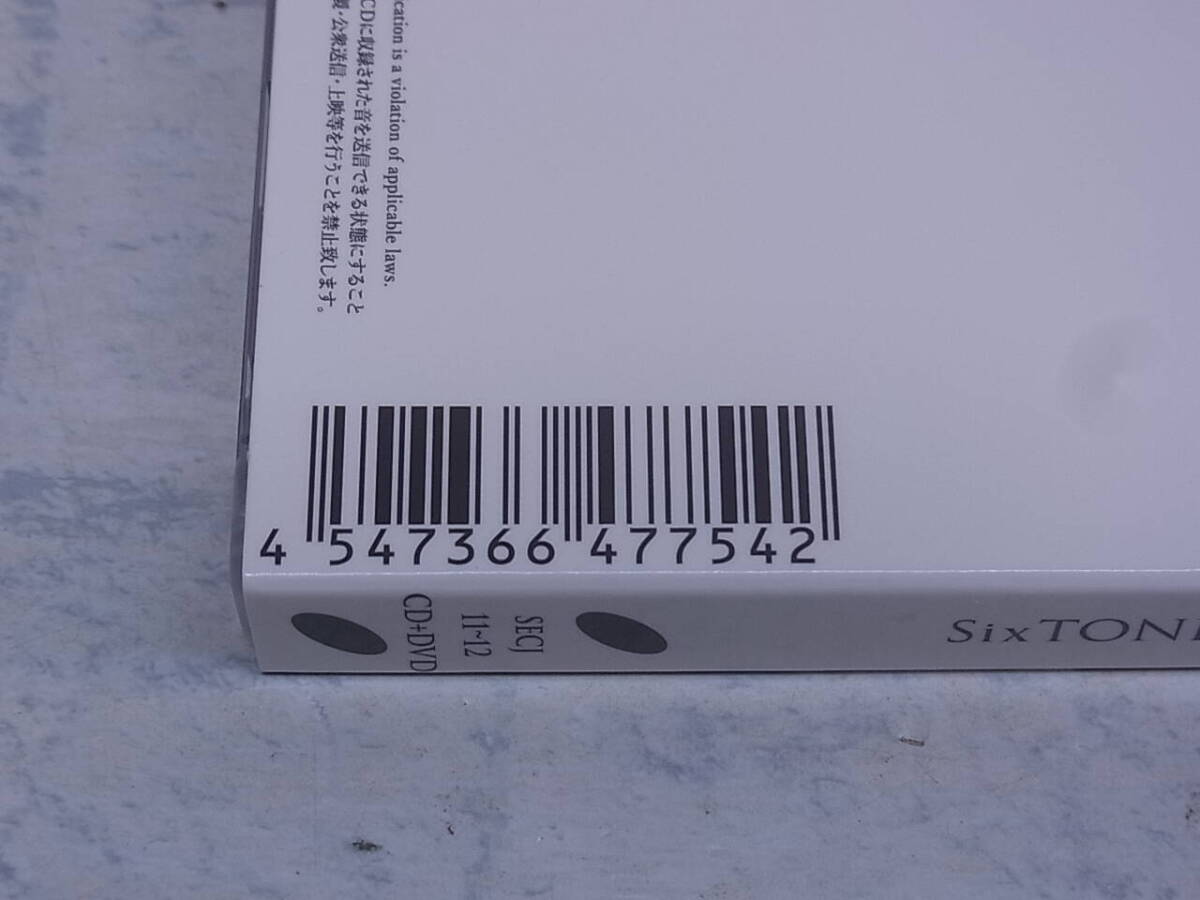 is a violation of applicable laws.
CDに収録された音を送信できる状態にすること
・公衆送信・上映等を行うことを禁止致します。
4 547366 477542
CD+DVD
SECJ
11~12
SixTON